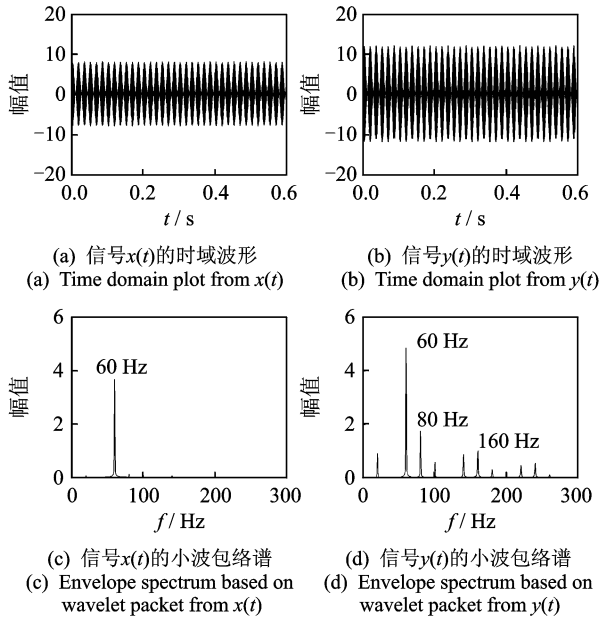 20
10
0
−10
−20
幅值
0.0 0.2 0.4 0.6
t / s
(a) 信号x(t)的时域波形
(a) Time domain plot from x(t)
20
10
0
−10
−20
幅值
0.0 0.2 0.4 0.6
t / s
(b) 信号y(t)的时域波形
(b) Time domain plot from y(t)
6
4
2
0
幅值
60 Hz
0 100 200 300
f / Hz
(c) 信号x(t)的小波包络谱
(c) Envelope spectrum based on
wavelet packet from x(t)
6
4
2
0
幅值
60 Hz
80 Hz
160 Hz
0 100 200 300
f / Hz
(d) 信号y(t)的小波包络谱
(d) Envelope spectrum based on
wavelet packet from y(t)